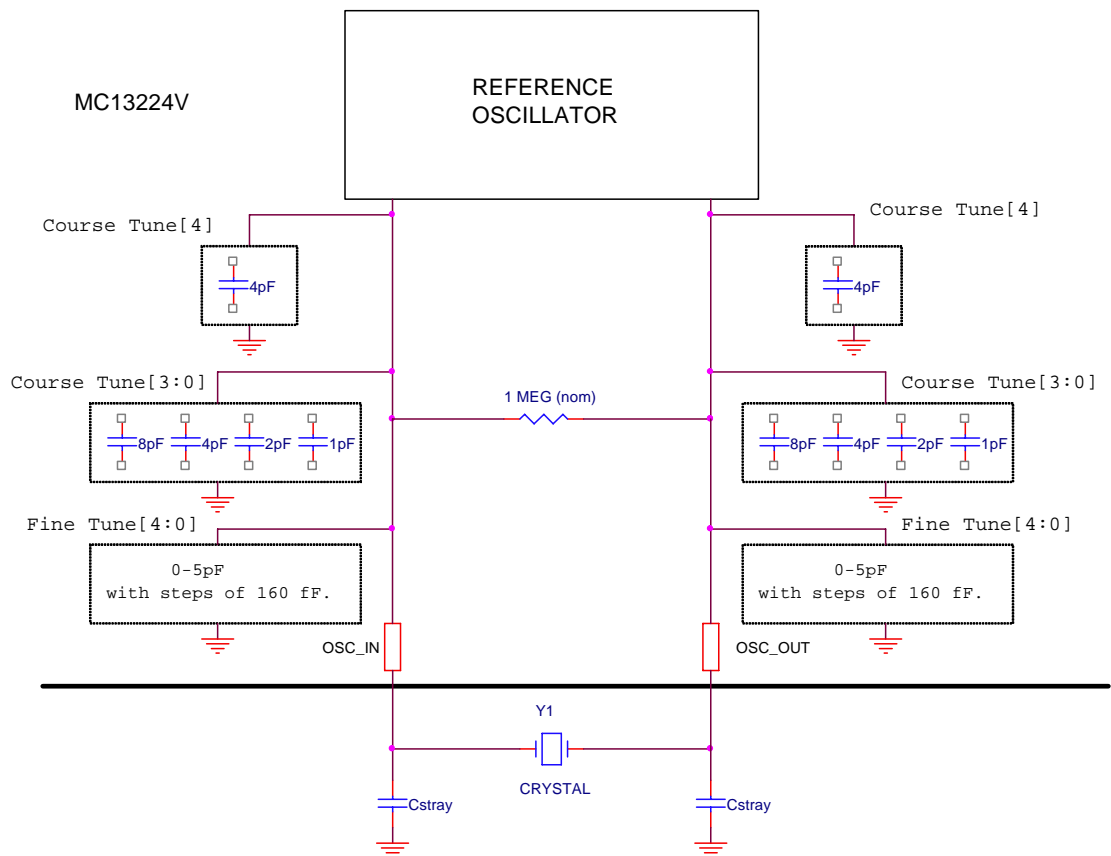 REFERENCE
OSCILLATOR
MC13224V
Course Tune[4]
Course Tune[4]
4pF
4pF
Course Tune[3:0]
Course Tune[3:0]
1 MEG (nom)
8pF 4pF 2pF 1pF
8pF 4pF 2pF 1pF
Fine Tune[4:0]
Fine Tune[4:0]
0-5pF
with steps of 160 fF.
0-5pF
with steps of 160 fF.
OSC_IN
OSC_OUT
Y1
CRYSTAL
Cstray
Cstray